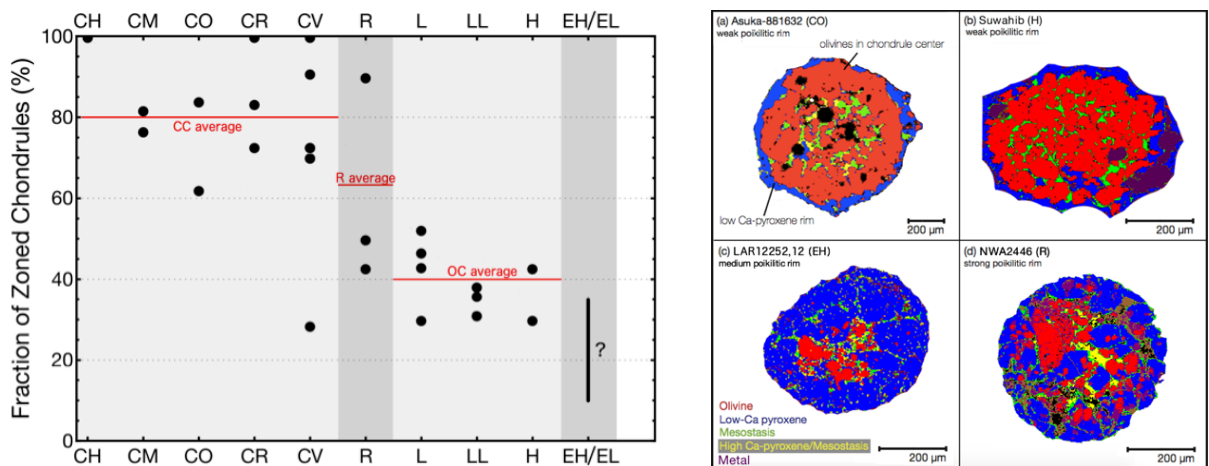 CH CM CO CR CV R L LL H EH/EL
Fraction of Zoned Chondrules (%)
100
80
60
40
20
0
CC average
R average
OC average
?
CH CM CO CR CV R L LL H EH/EL
(a) Asuka-881632 (CO)
weak poikilitic rim
olivines in chondrule center
low Ca-pyroxene rim
200 µm
(b) Suwahib (H)
weak poikilitic rim
200 µm
(c) LAR12252,12 (EH)
medium poikilitic rim
Olivine
Low-Ca pyroxene
Mesostasis
High Ca-pyroxene/Mesostasis
Metal
200 µm
(d) NWA2446 (R)
strong poikilitic rim
200 µm